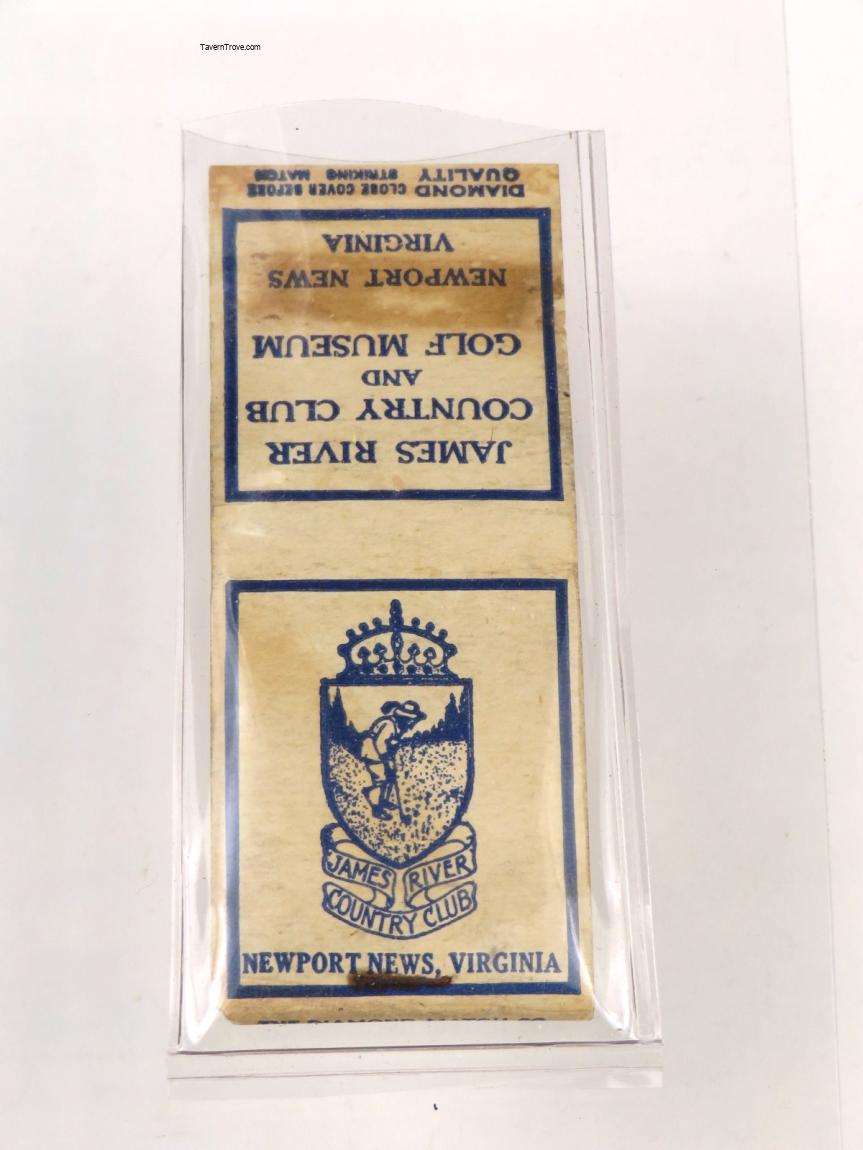 TavernTrove.com
DIAMOND QUALITY
CLOSE COVER BEFORE STRIKING MATCH
JAMES RIVER
COUNTRY CLUB
AND
GOLF MUSEUM
NEWPORT NEWS
VIRGINIA
JAMES RIVER
COUNTRY CLUB
NEWPORT NEWS, VIRGINIA